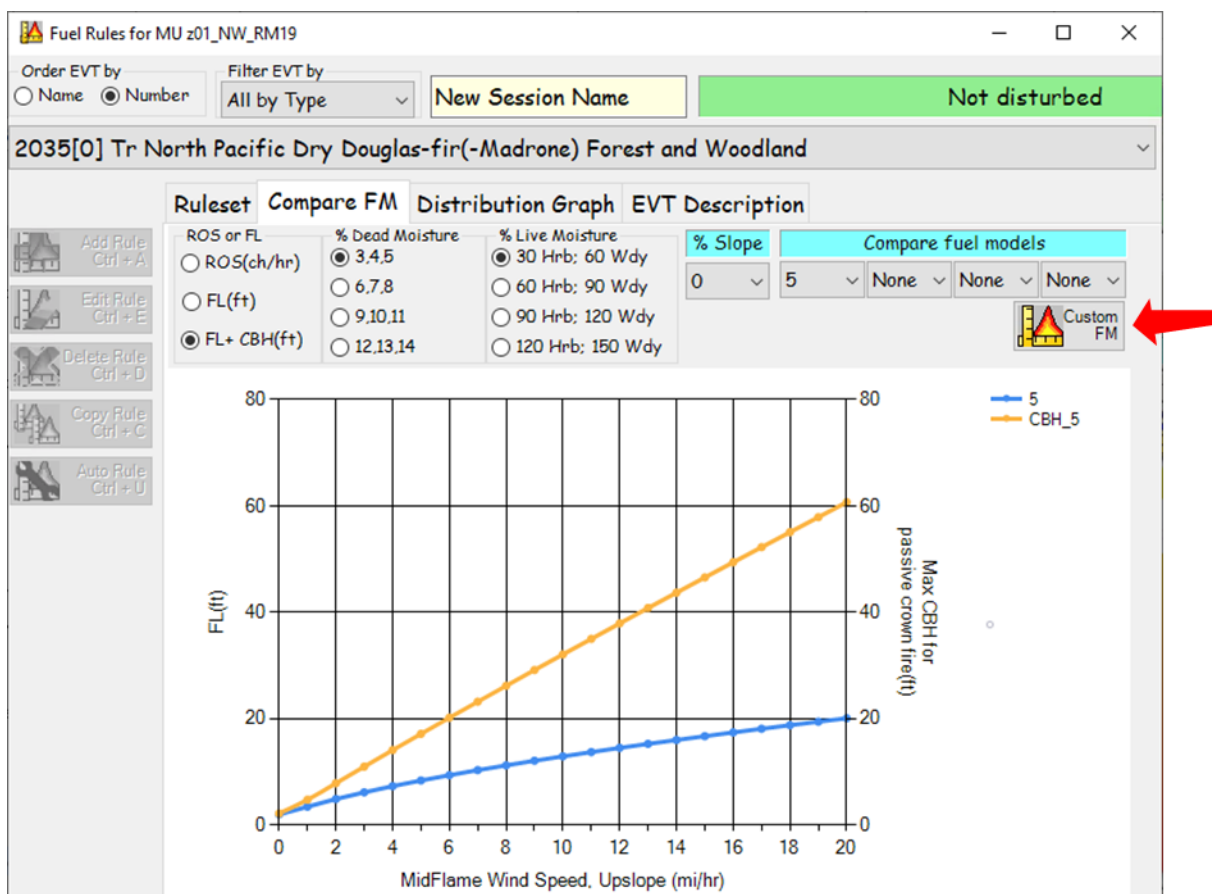 Fuel Rules for MU z01_NW_RM19
Order EVT by
Name
Number
Filter EVT by
All by Type
New Session Name
Not disturbed
2035[0] Tr North Pacific Dry Douglas-fir(-Madrone) Forest and Woodland
Ruleset
Compare FM
Distribution Graph
EVT Description
Add Rule
Ctrl + A
Edit Rule
Ctrl + E
Delete Rule
Ctrl + D
Copy Rule
Ctrl + C
Auto Rule
Ctrl + U
ROS or FL
ROS(ch/hr)
FL(ft)
FL+ CBH(ft)
% Dead Moisture
3,4,5
6,7,8
9,10,11
12,13,14
% Live Moisture
30 Hrb; 60 Wdy
60 Hrb; 90 Wdy
90 Hrb; 120 Wdy
120 Hrb; 150 Wdy
% Slope
0
Compare fuel models
5
None
None
None
Custom
FM
80
60
40
20
0
FL(ft)
80
60
40
20
0
Max CBH for
passive crown fire(ft)
5
CBH_5
0 2 4 6 8 10 12 14 16 18 20
MidFlame Wind Speed, Upslope (mi/hr)